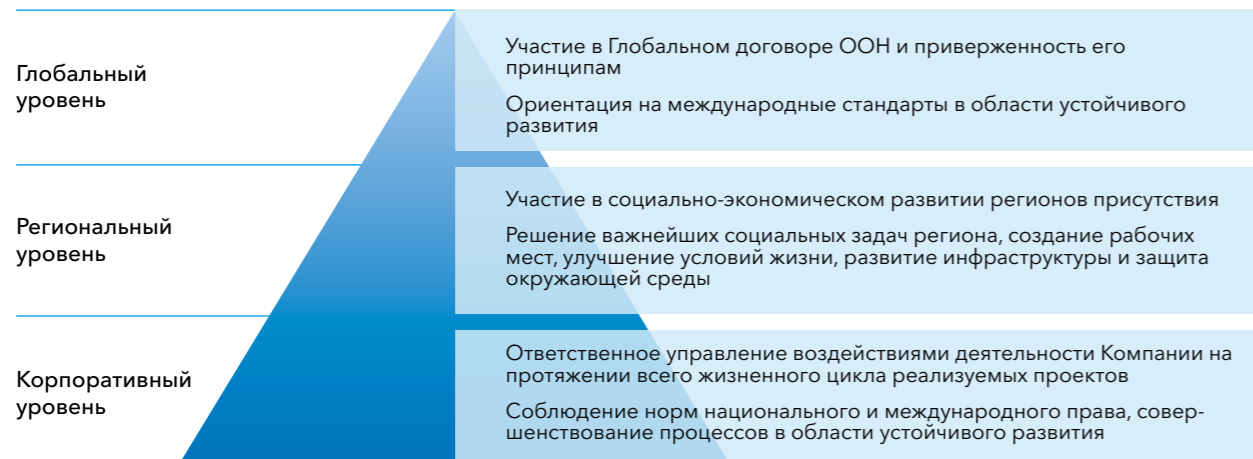 Глобальный
уровень
Участие в Глобальном договоре ООН и приверженность его
принципам
Ориентация на международные стандарты в области устойчивого
развития
Региональный
уровень
Участие в социально-экономическом развитии регионов присутствия
Решение важнейших социальных задач региона, создание рабочих
мест, улучшение условий жизни, развитие инфраструктуры и защита
окружающей среды
Корпоративный
уровень
Ответственное управление воздействиями деятельности Компании на
протяжении всего жизненного цикла реализуемых проектов
Соблюдение норм национального и международного права, совер-
шенствование процессов в области устойчивого развития